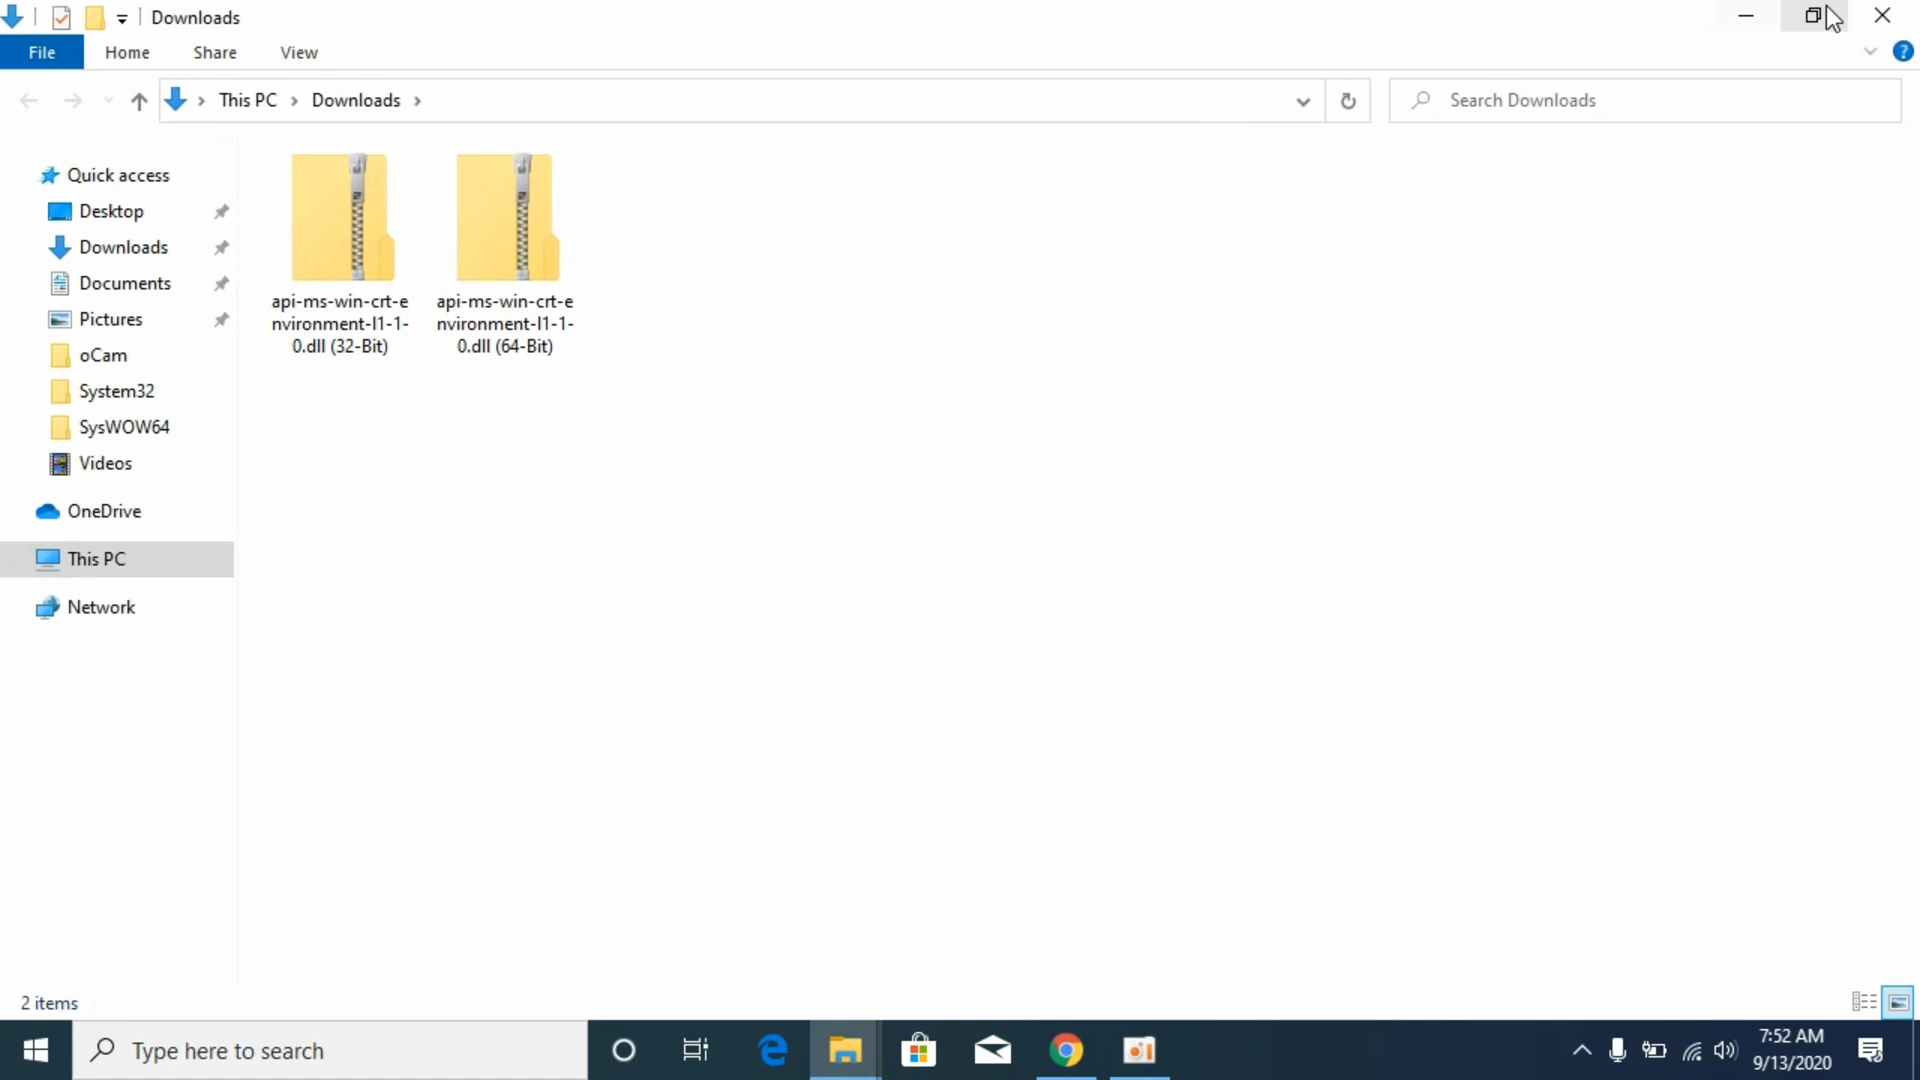 Downloads
File
Home
Share
View
This PC
Downloads
Search Downloads
Quick access
Desktop
Downloads
Documents
Pictures
oCam
System32
SysWOW64
Videos
OneDrive
This PC
Network
api-ms-win-crt-e
nvironment-l1-1-
0.dll (32-Bit)
api-ms-win-crt-e
nvironment-l1-1-
0.dll (64-Bit)
2 items
Type here to search
7:52 AM
9/13/2020